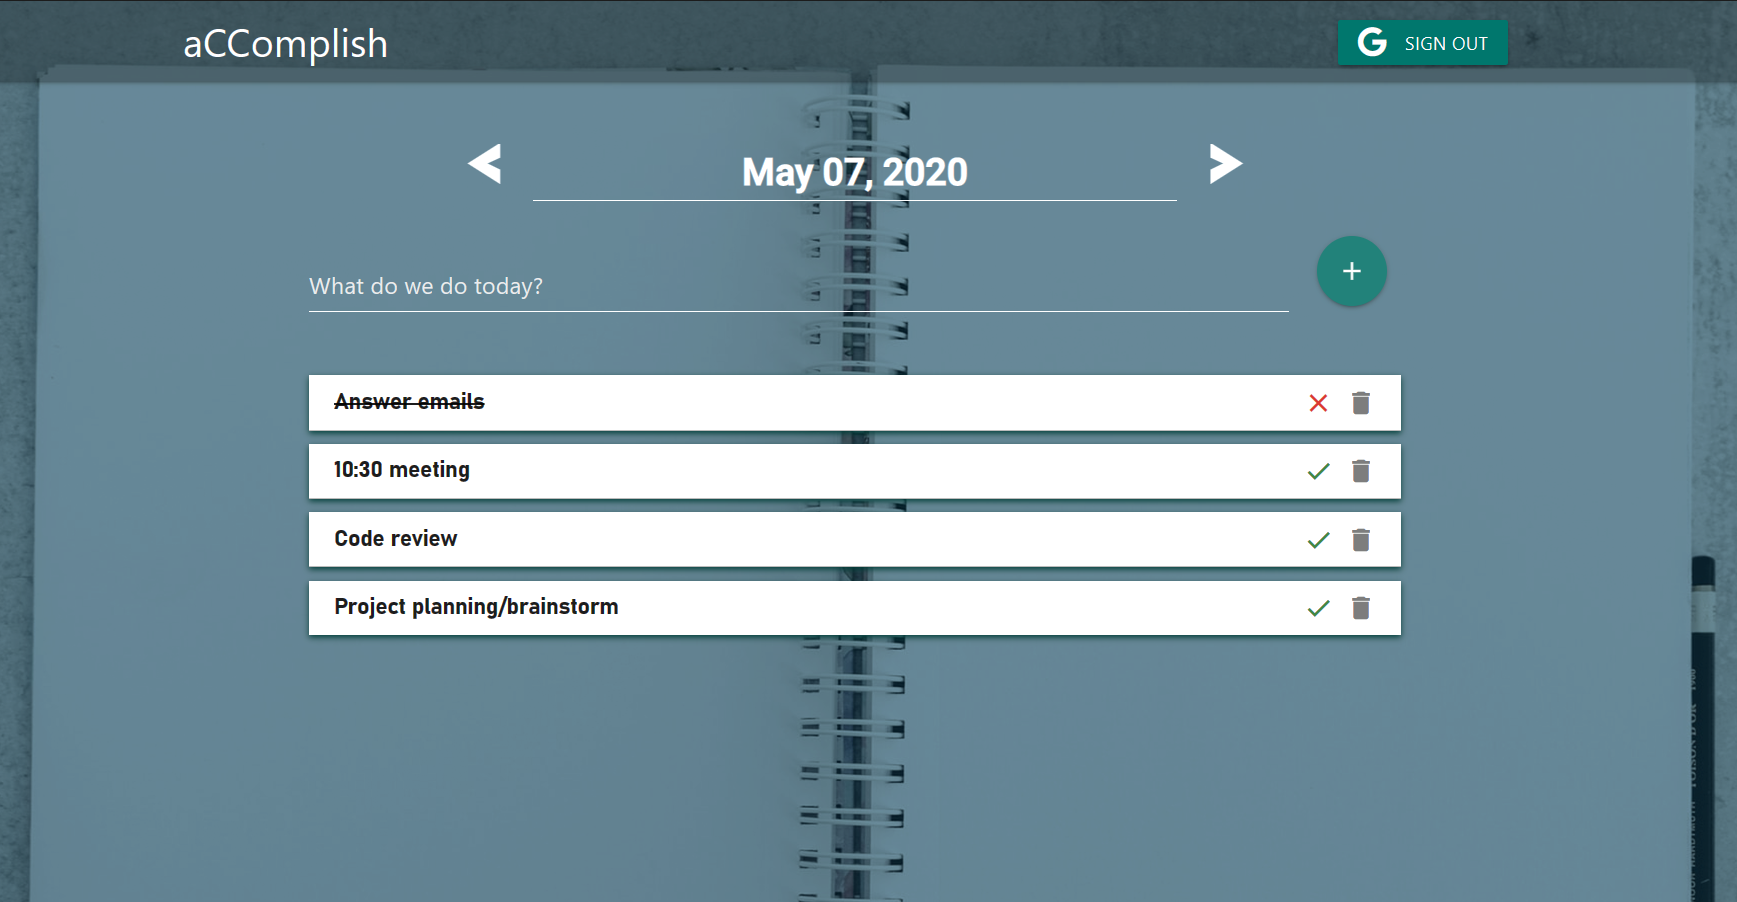 aCComplish
SIGN OUT
May 07, 2020
What do we do today?
Answer emails
10:30 meeting
Code review
Project planning/brainstorm